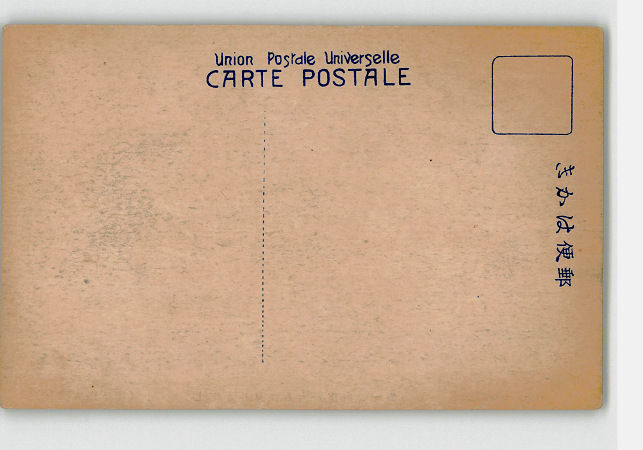 Union Postale Universelle
CARTE POSTALE
きかは便郵